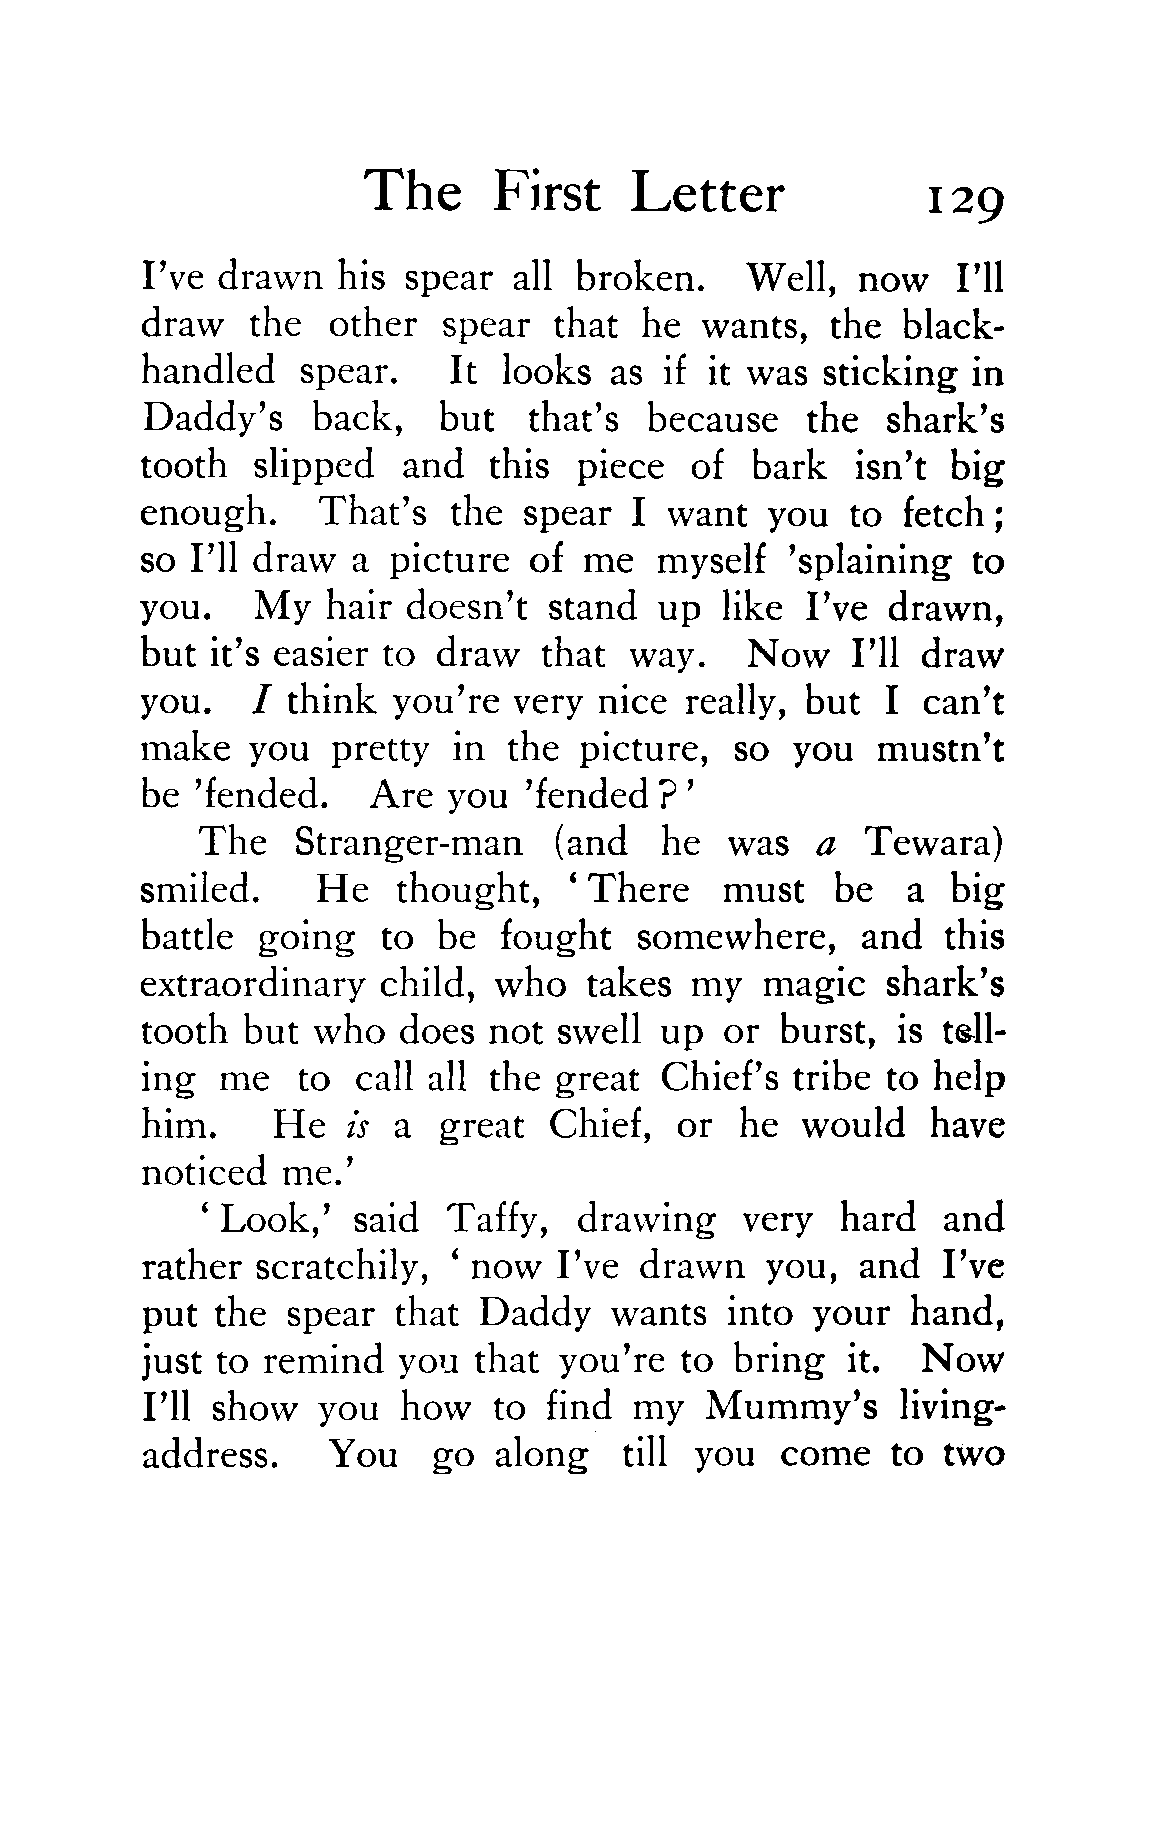 The First Letter 129
I've drawn his spear all broken. Well, now I'll
draw the other spear that he wants, the black-
handled spear. It looks as if it was sticking in
Daddy's back, but that's because the shark's
tooth slipped and this piece of bark isn't big
enough. That's the spear I want you to fetch ;
so I'll draw a picture of me myself 'splaining to
you. My hair doesn't stand up like I've drawn,
but it's easier to draw that way. Now I'll draw
you. I think you're very nice really, but I can't
make you pretty in the picture, so you mustn't
be 'fended. Are you 'fended ? '
The Stranger-man (and he was a Tewara)
smiled. He thought, ' There must be a big
battle going to be fought somewhere, and this
extraordinary child, who takes my magic shark's
tooth but who does not swell up or burst, is tell-
ing me to call all the great Chief's tribe to help
him. He is a great Chief, or he would have
noticed me.'
' Look,' said Taffy, drawing very hard and
rather scratchily, ' now I've drawn you, and I've
put the spear that Daddy wants into your hand,
just to remind you that you're to bring it. Now
I'll show you how to find my Mummy's living-
address. You go along till you come to two